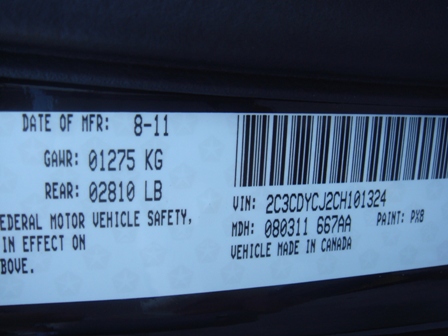 DATE OF MFR: 8-11
GAWR: 01275 KG
REAR: 02810 LB
EDERAL MOTOR VEHICLE SAFETY,
IN EFFECT ON
BOVE.
VIN: 2C3CDYCJ2CH101324
MDH: 080311 667AA PAINT: PX8
VEHICLE MADE IN CANADA